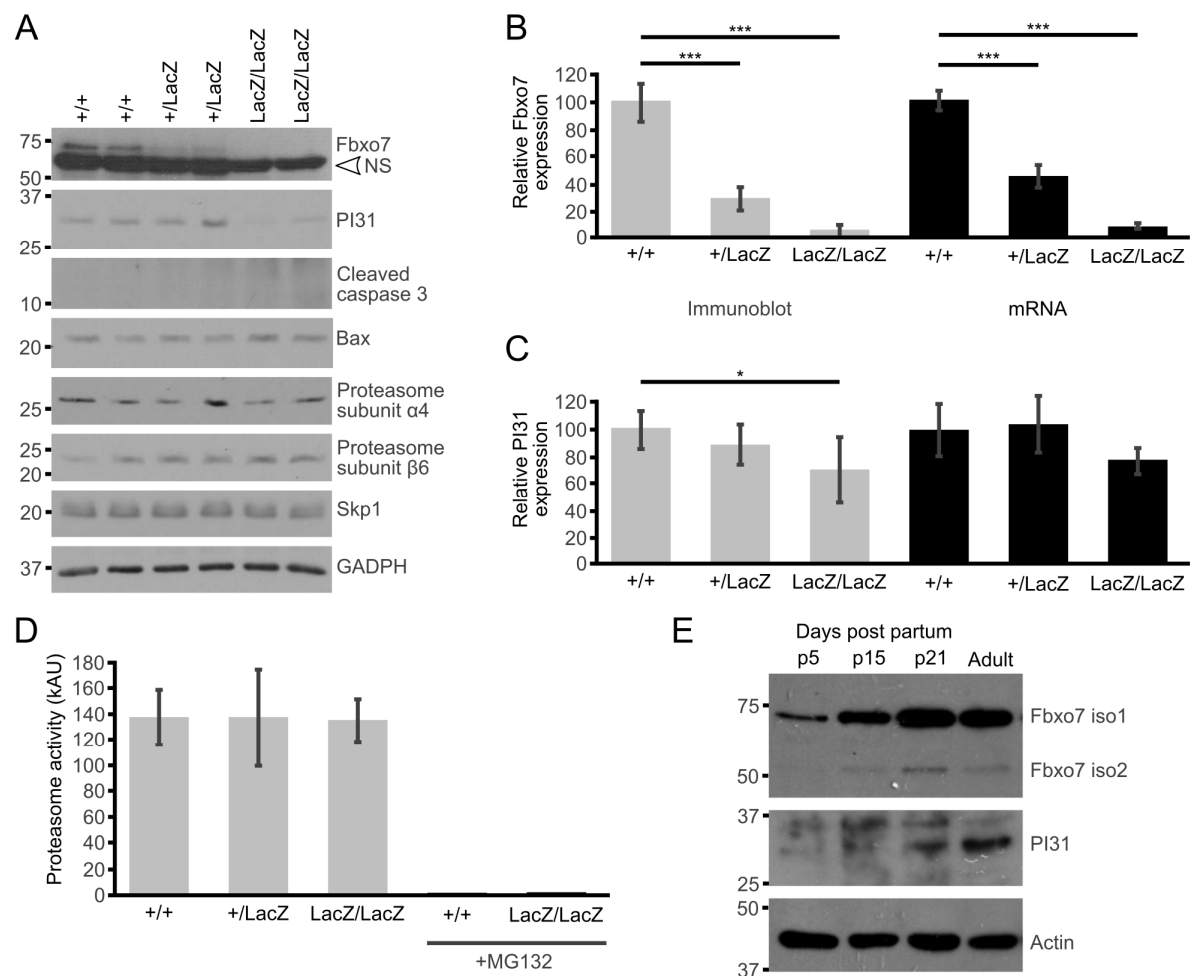 A
+/+ +/+ +/LacZ +/LacZ LacZ/LacZ LacZ/LacZ
75
Fbxo7
NS
50
37
PI31
25
Cleaved
caspase 3
10
Bax
20
Proteasome
subunit α4
25
25
Proteasome
subunit β6
20
Skp1
20
37
GADPH
B
*** ***
*** ***
Relative Fbxo7
expression
120
100
80
60
40
20
0
+/+ +/LacZ LacZ/LacZ +/+ +/LacZ LacZ/LacZ
Immunoblot mRNA
C
*
Relative PI31
expression
120
100
80
60
40
20
0
+/+ +/LacZ LacZ/LacZ +/+ +/LacZ LacZ/LacZ
D
Proteasome activity (kAU)
180
160
140
120
100
80
60
40
20
0
+/+ +/LacZ LacZ/LacZ +/+ LacZ/LacZ
+MG132
E
Days post partum
p5 p15 p21 Adult
75
Fbxo7 iso1
Fbxo7 iso2
50
37
PI31
25
50
Actin
37